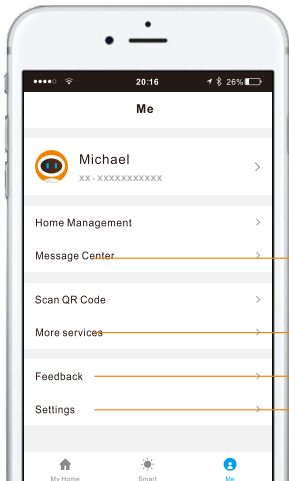 20:16
26%
Me
Michael
XX - XXXXXXXXXXX
Home Management
Message Center
Scan QR Code
More services
Feedback
Settings
My Home
Smart
Me